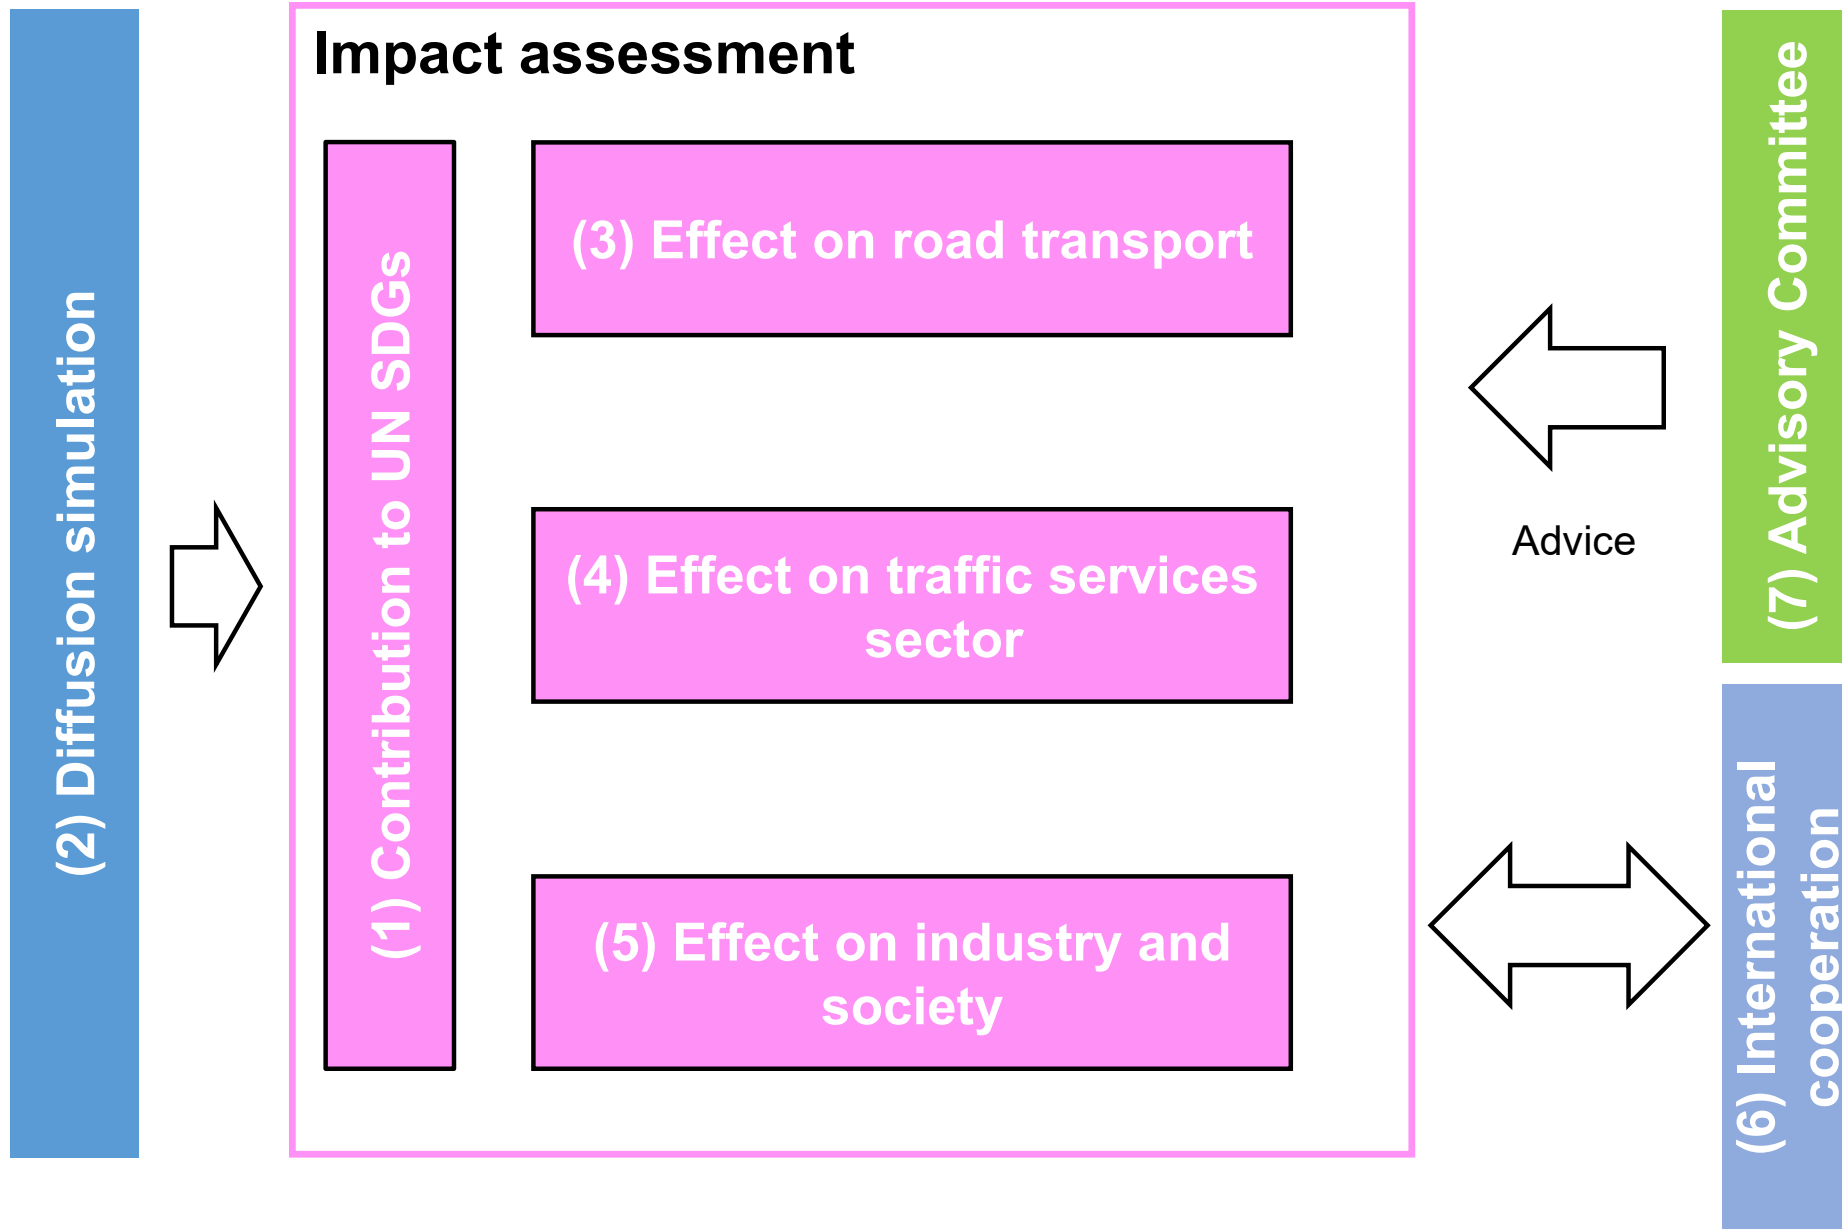 (2) Diffusion simulation
Impact assessment
(1) Contribution to UN SDGs
(3) Effect on road transport
(4) Effect on traffic services
sector
(5) Effect on industry and
society
Advice
(7) Advisory Committee
(6) International
cooperation